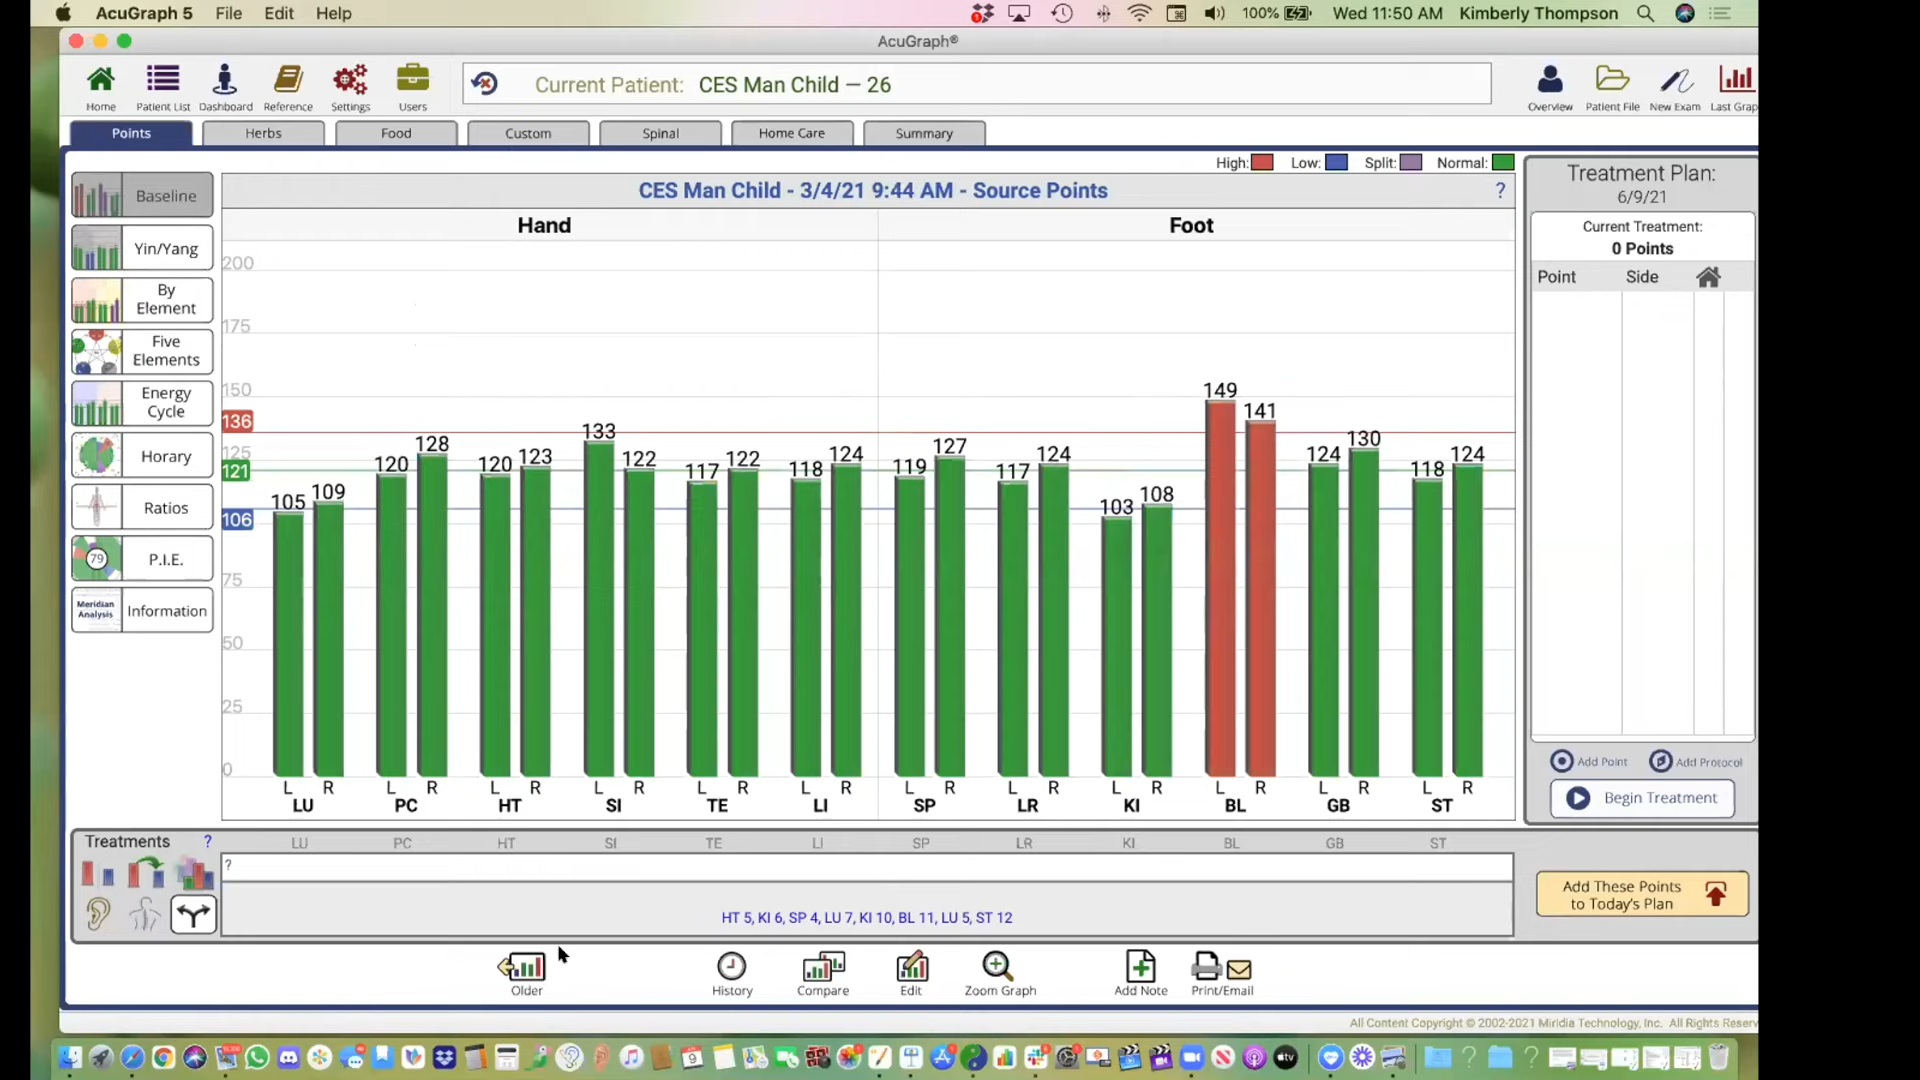 AcuGraph 5 File Edit Help
100% Wed 11:50 AM Kimberly Thompson
AcuGraph®
Home Patient List Dashboard Reference Settings Users
Current Patient: CES Man Child — 26
Overview Patient File New Exam Last Grap
Points Herbs Food Custom Spinal Home Care Summary
High: Low: Split: Normal:
CES Man Child - 3/4/21 9:44 AM - Source Points ?
Hand Foot
Baseline
Yin/Yang
By Element
Five Elements
Energy Cycle
Horary
Ratios
79 P.I.E.
Meridian Analysis Information
200
175
150
136
125
121
106
75
50
25
0
105 109 120 128 120 123 133 122 117 122 118 124 119 127 117 124 103 108 149 141 124 130 118 124
L R L R L R L R L R L R L R L R L R L R L R L R
LU PC HT SI TE LI SP LR KI BL GB ST
Treatment Plan:
6/9/21
Current Treatment:
0 Points
Point Side
Add Point Add Protocol
Begin Treatment
Treatments ?
LU PC HT SI TE LI SP LR KI BL GB ST
?
HT 5, KI 6, SP 4, LU 7, KI 10, BL 11, LU 5, ST 12
Add These Points
to Today's Plan
Older History Compare Edit Zoom Graph Add Note Print/Email
All Content Copyright © 2002-2021 Miridia Technology, Inc. All Rights Reserv